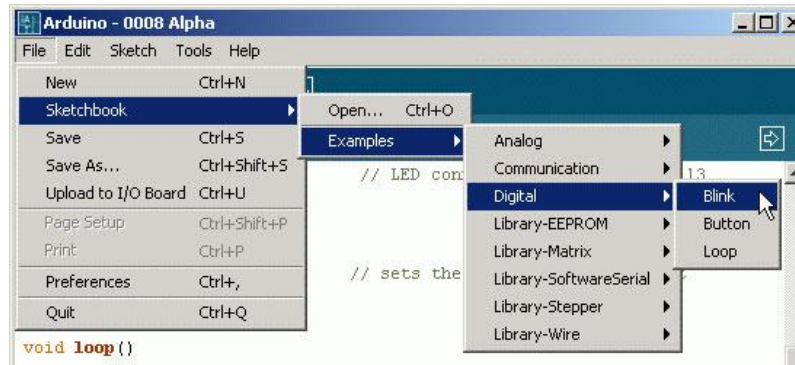 Arduino - 0008 Alpha
File Edit Sketch Tools Help
New Ctrl+N
Sketchbook
Save Ctrl+S
Save As... Ctrl+Shift+S
Upload to I/O Board Ctrl+U
Page Setup Ctrl+Shift+P
Print Ctrl+P
Preferences Ctrl+,
Quit Ctrl+Q
Open... Ctrl+O
Examples
Analog
Communication
Digital
Library-EEPROM
Library-Matrix
Library-SoftwareSerial
Library-Stepper
Library-Wire
Blink
Button
Loop
// LED con 13
// sets the
void loop()